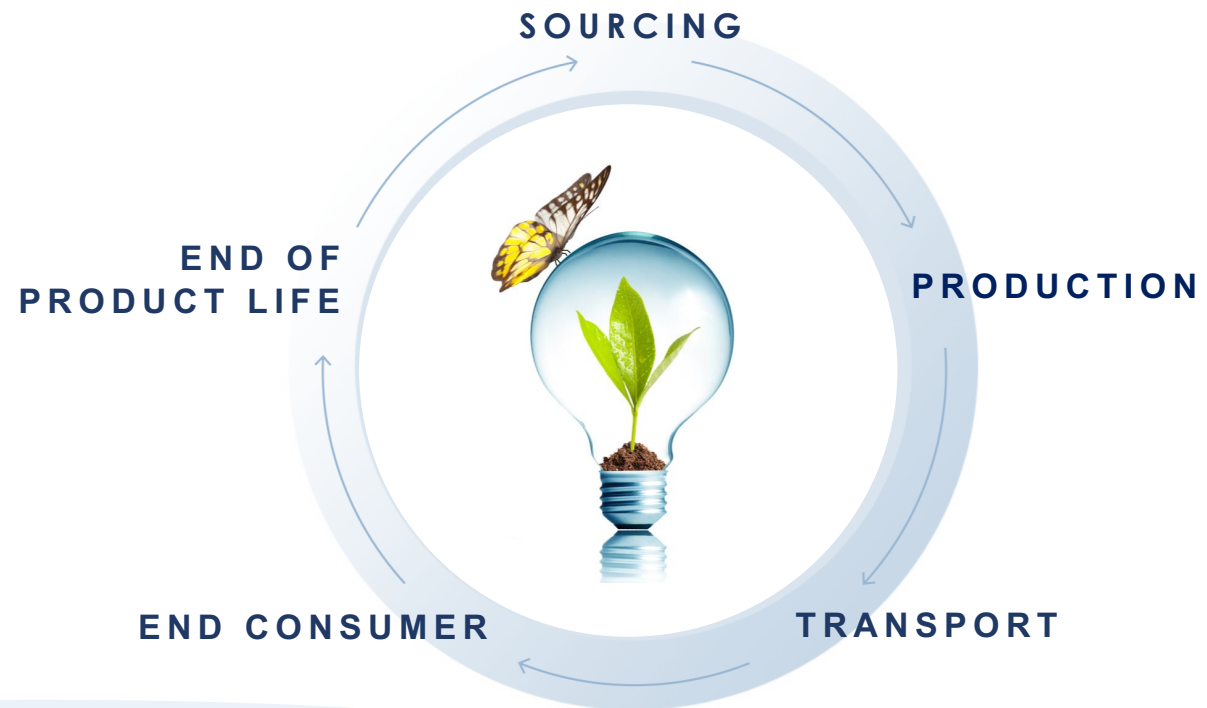 SOURCING
PRODUCTION
TRANSPORT
END CONSUMER
END OF
PRODUCT LIFE